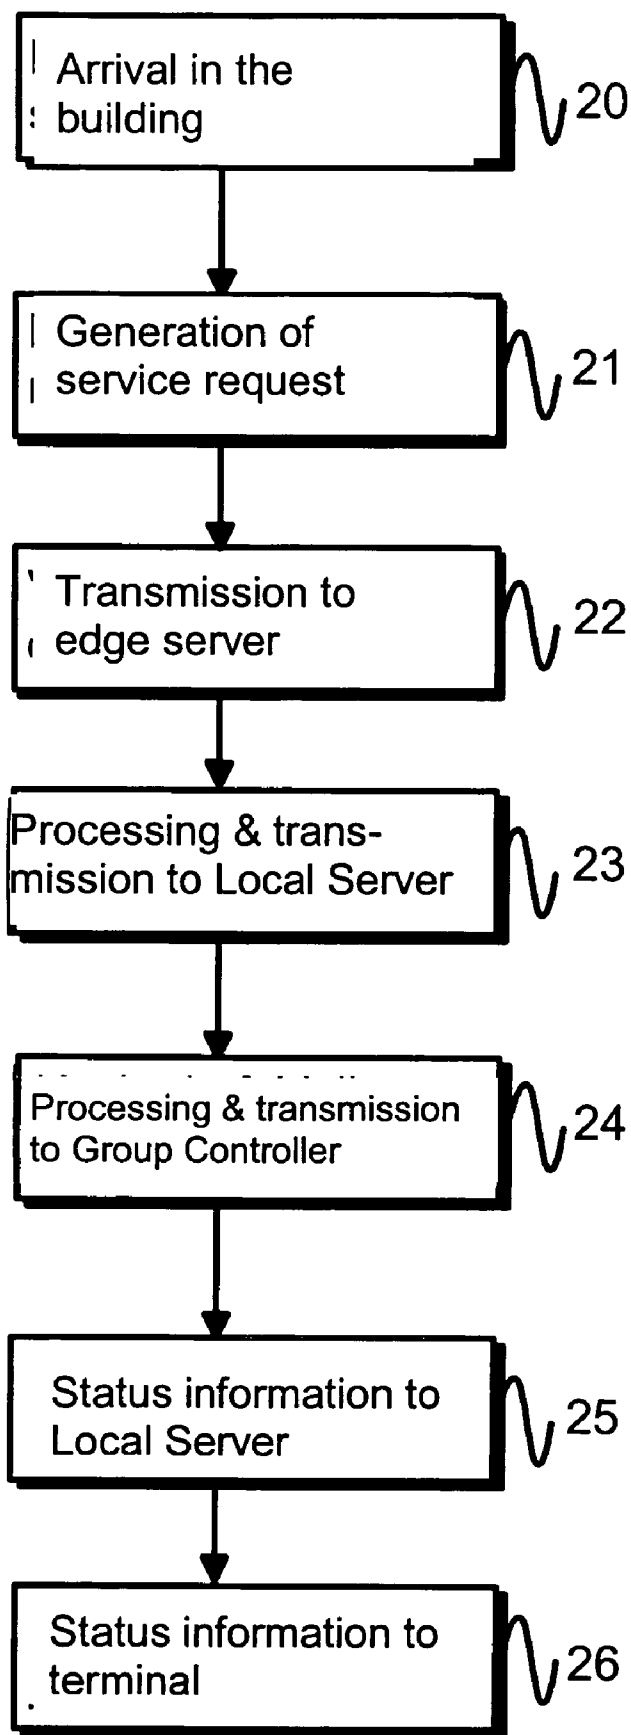 Arrival in the
building
20
Generation of
service request
21
Transmission to
edge server
22
Processing & trans-
mission to Local Server
23
Processing & transmission
to Group Controller
24
Status information to
Local Server
25
Status information to
terminal
26